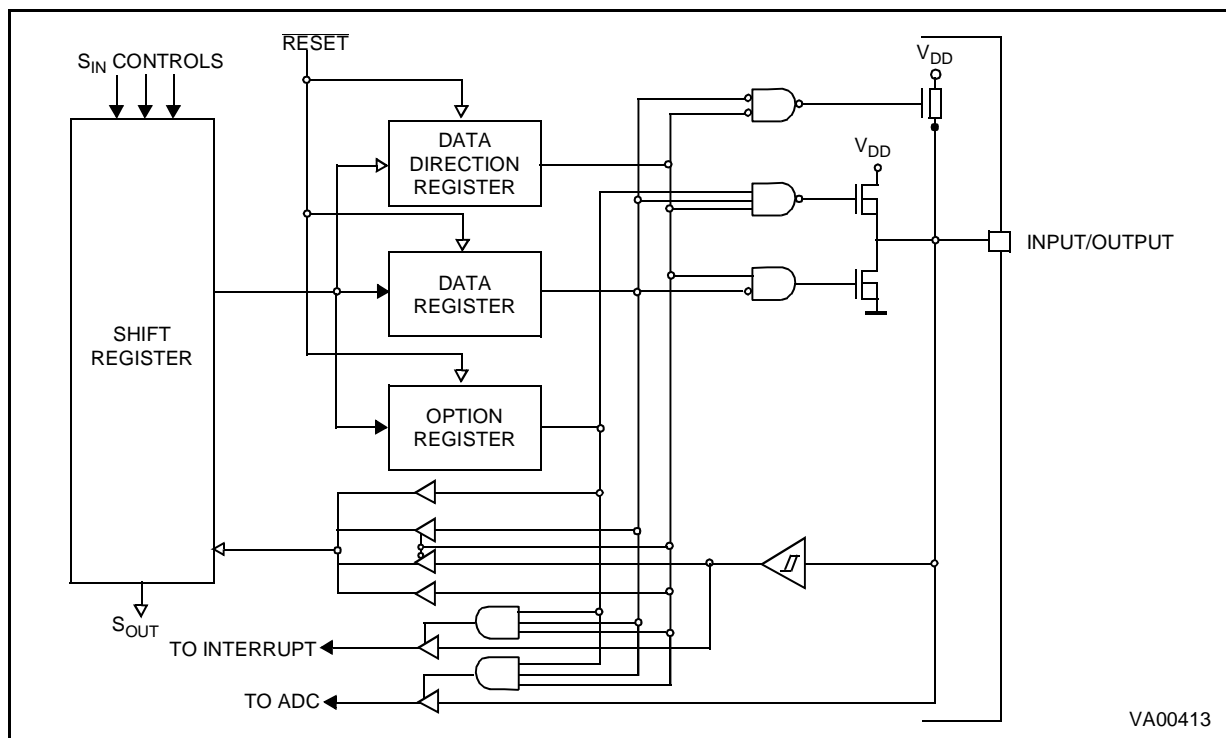 RESET
S_IN CONTROLS
V_DD
DATA
DIRECTION
REGISTER
V_DD
INPUT/OUTPUT
DATA
REGISTER
SHIFT
REGISTER
OPTION
REGISTER
S_OUT
TO INTERRUPT
TO ADC
VA00413